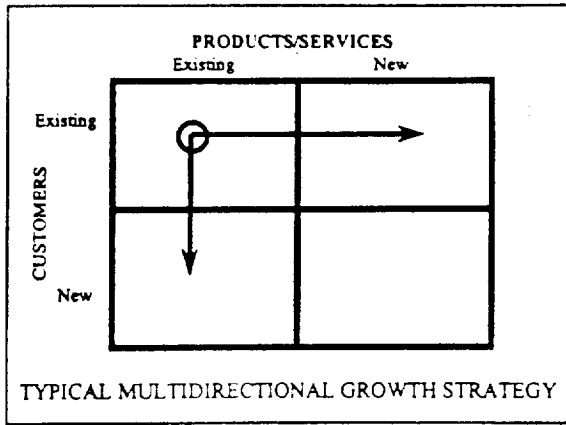 PRODUCTS/SERVICES
Existing New
Existing
CUSTOMERS
New
TYPICAL MULTIDIRECTIONAL GROWTH STRATEGY